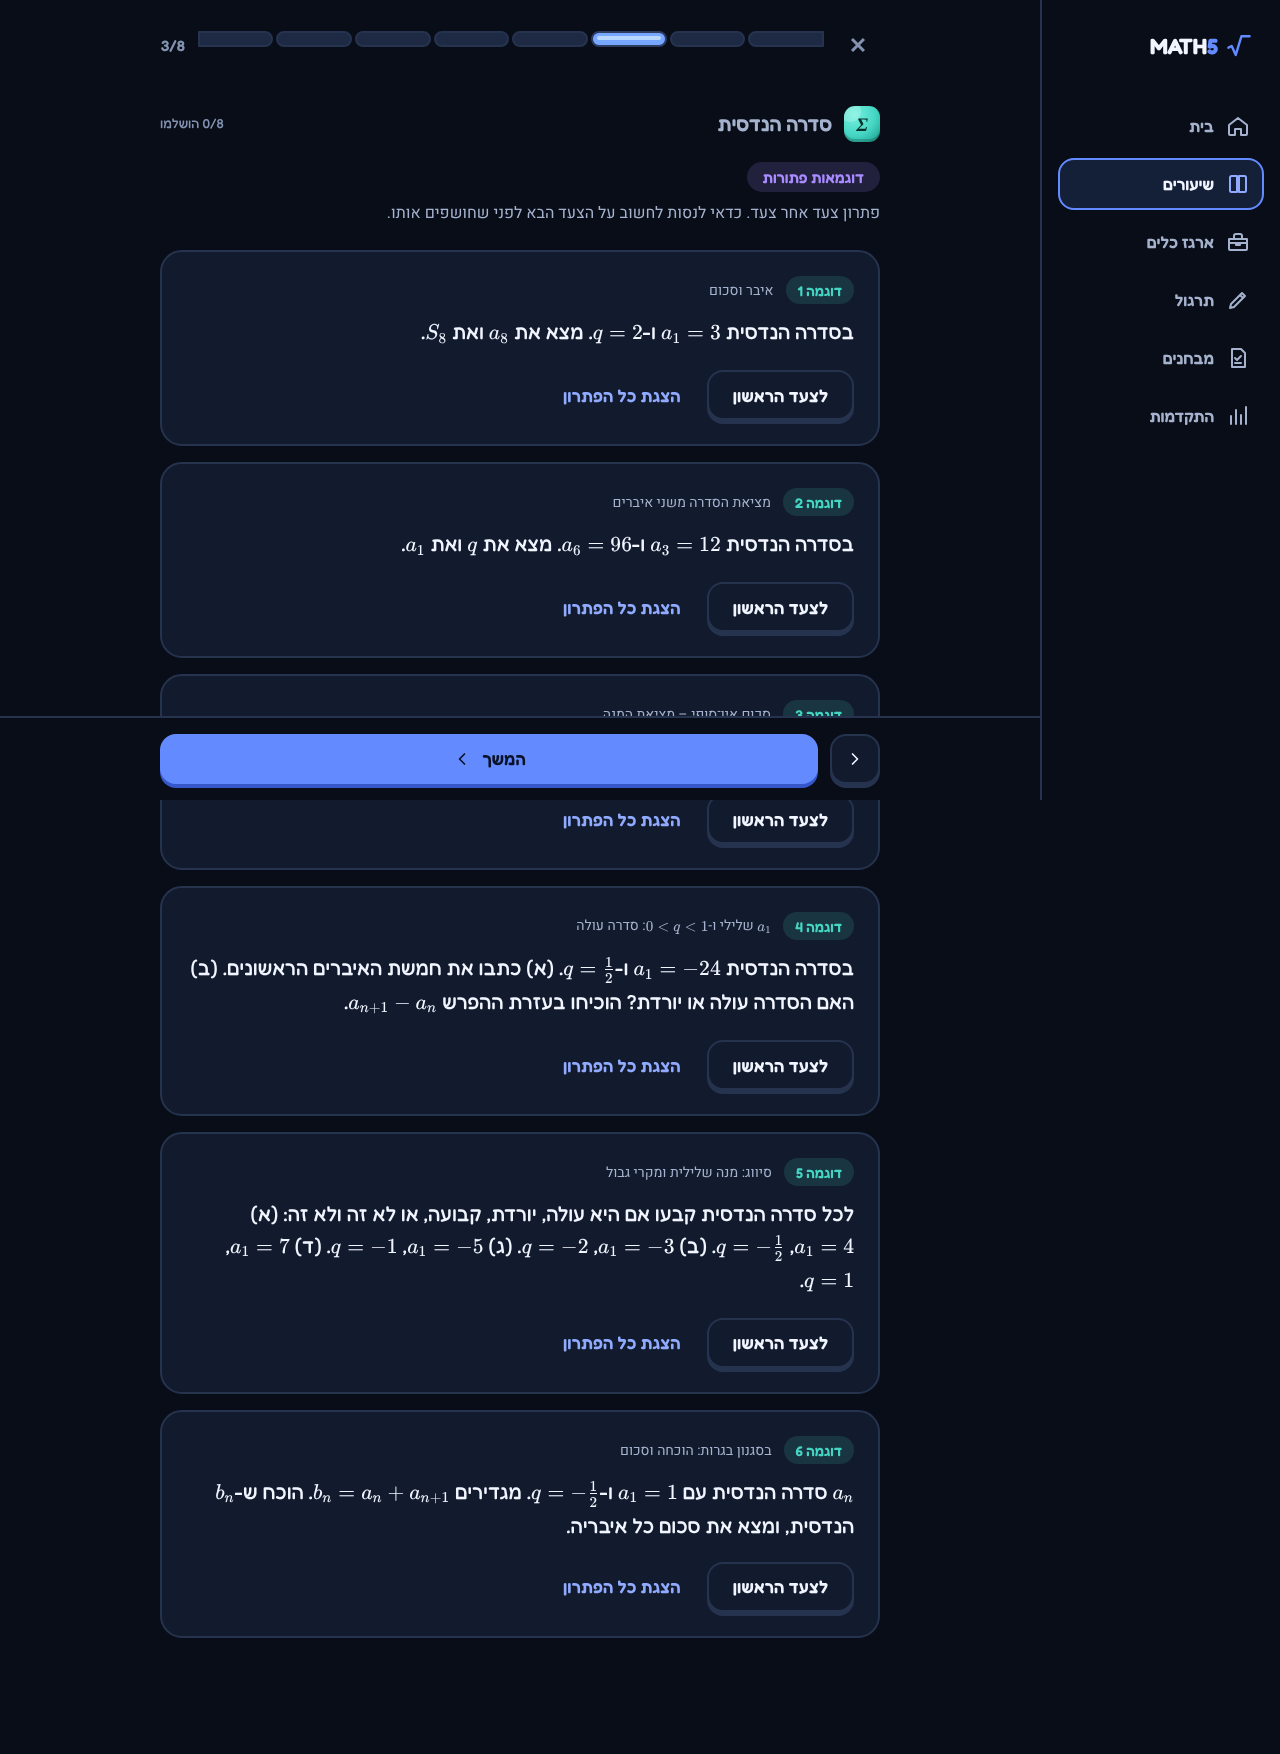 MATH5
בית
שיעורים
ארגז כלים
תרגול
מבחנים
התקדמות
3/8
סדרה הנדסית
0/8 הושלמו
דוגמאות פתורות
פתרון צעד אחר צעד. כדאי לנסות לחשוב על הצעד הבא לפני שחושפים אותו.
דוגמה 1 איבר וסכום
בסדרה הנדסית a₁ = 3 ו-q = 2. מצא את a₈ ואת S₈.
לצעד הראשון הצגת כל הפתרון
דוגמה 2 מציאת הסדרה משני איברים
בסדרה הנדסית a₃ = 12 ו-a₆ = 96. מצא את q ואת a₁.
לצעד הראשון הצגת כל הפתרון
דוגמה 3 סכום אין־סופי – מציאת המנה
המשך
לצעד הראשון הצגת כל הפתרון
דוגמה 4 a₁ שלילי ו-0 < q < 1: סדרה עולה
בסדרה הנדסית a₁ = −24 ו-q = 1/2. (א) כתבו את חמשת האיברים הראשונים. (ב)
האם הסדרה עולה או יורדת? הוכיחו בעזרת ההפרש aₙ₊₁ − aₙ.
לצעד הראשון הצגת כל הפתרון
דוגמה 5 סיווג: מנה שלילית ומקרי גבול
לכל סדרה הנדסית קבעו אם היא עולה, יורדת, קבועה, או לא זה ולא זה: (א)
a₁ = 4, q = −1/2. (ב) a₁ = −3, q = −2. (ג) a₁ = −5, q = −1. (ד) a₁ = 7,
q = 1.
לצעד הראשון הצגת כל הפתרון
דוגמה 6 בסגנון בגרות: הוכחה וסכום
aₙ סדרה הנדסית עם a₁ = 1 ו-q = −1/2. מגדירים bₙ = aₙ + aₙ₊₁. הוכח ש-bₙ
הנדסית, ומצא את סכום כל איבריה.
לצעד הראשון הצגת כל הפתרון